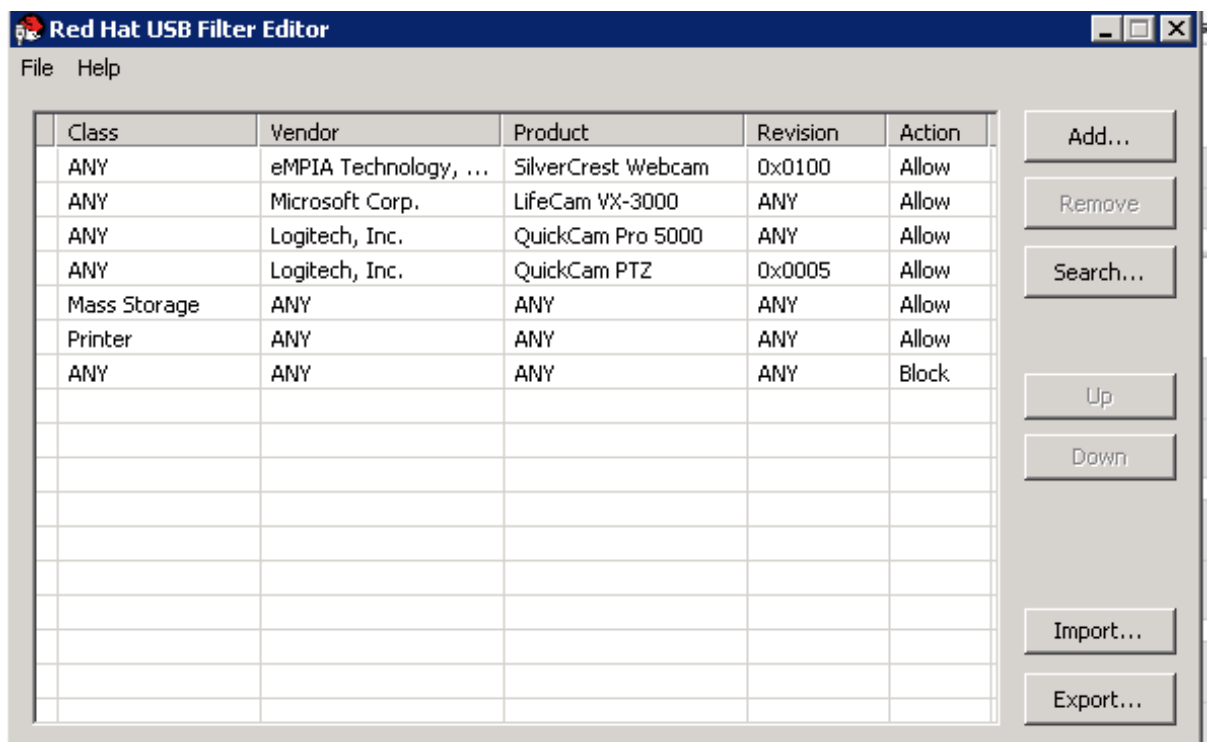 Red Hat USB Filter Editor
File Help
Class Vendor Product Revision Action
ANY eMPIA Technology, ... SilverCrest Webcam 0x0100 Allow
ANY Microsoft Corp. LifeCam VX-3000 ANY Allow
ANY Logitech, Inc. QuickCam Pro 5000 ANY Allow
ANY Logitech, Inc. QuickCam PTZ 0x0005 Allow
Mass Storage ANY ANY ANY Allow
Printer ANY ANY ANY Allow
ANY ANY ANY ANY Block
Add...
Remove
Search...
Up
Down
Import...
Export...